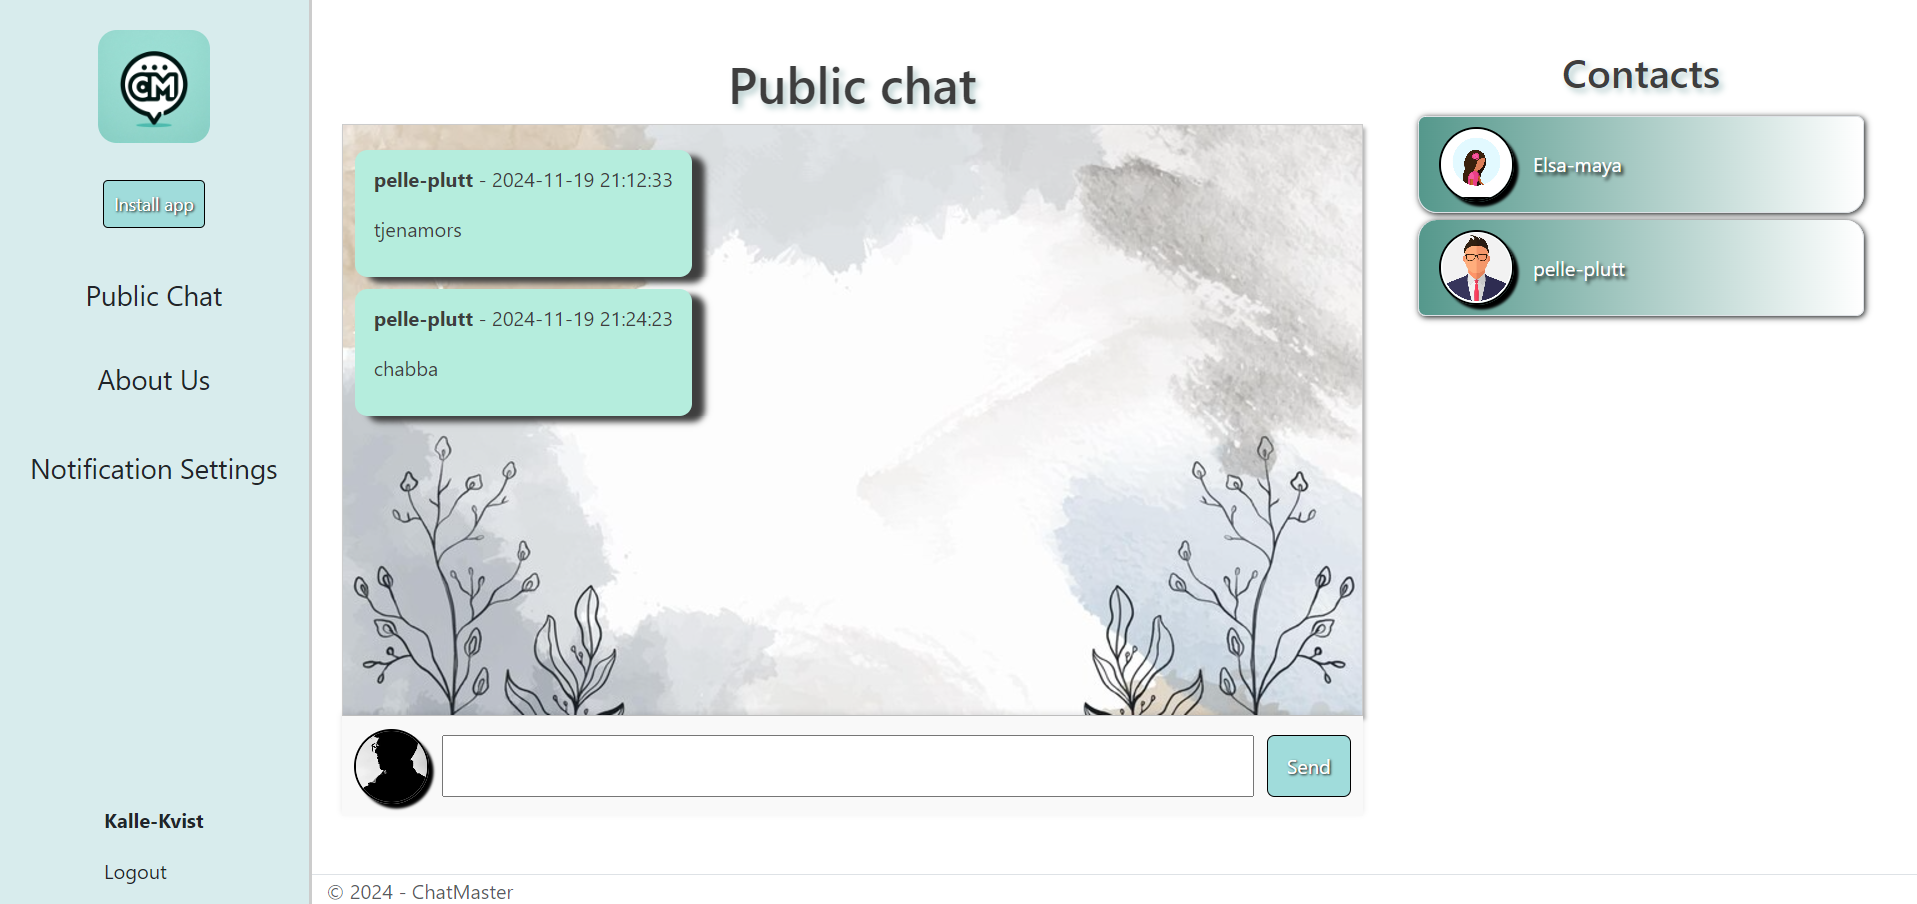 CM
Install app
Public Chat
About Us
Notification Settings
Kalle-Kvist
Logout
Public chat
pelle-plutt - 2024-11-19 21:12:33
tjenamors
pelle-plutt - 2024-11-19 21:24:23
chabba
Send
Contacts
Elsa-maya
pelle-plutt
© 2024 - ChatMaster